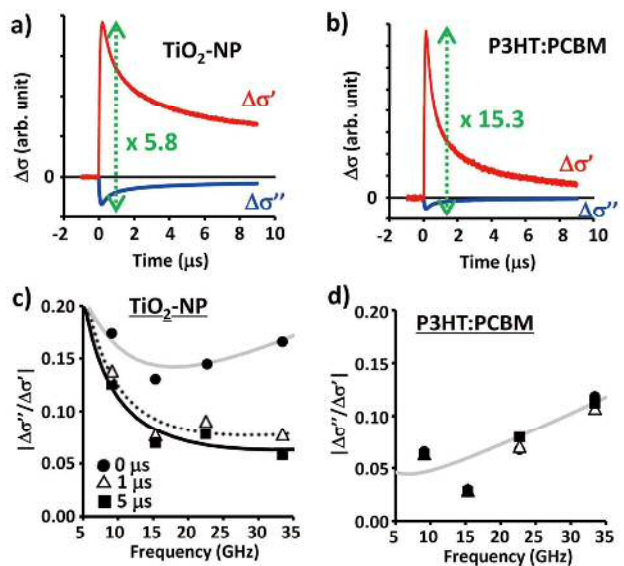 a)
TiO2-NP
Δσ (arb. unit)
0
x 5.8
Δσ'
Δσ''
-2 0 2 4 6 8 10
Time (μs)
b)
P3HT:PCBM
Δσ (arb. unit)
0
x 15.3
Δσ'
Δσ''
-2 0 2 4 6 8 10
Time (μs)
c)
TiO2-NP
|Δσ''/Δσ'|
0.20
0.15
0.10
0.05
0.00
0 μs
1 μs
5 μs
5 10 15 20 25 30 35
Frequency (GHz)
d)
P3HT:PCBM
|Δσ''/Δσ'|
0.20
0.15
0.10
0.05
0.00
5 10 15 20 25 30 35
Frequency (GHz)